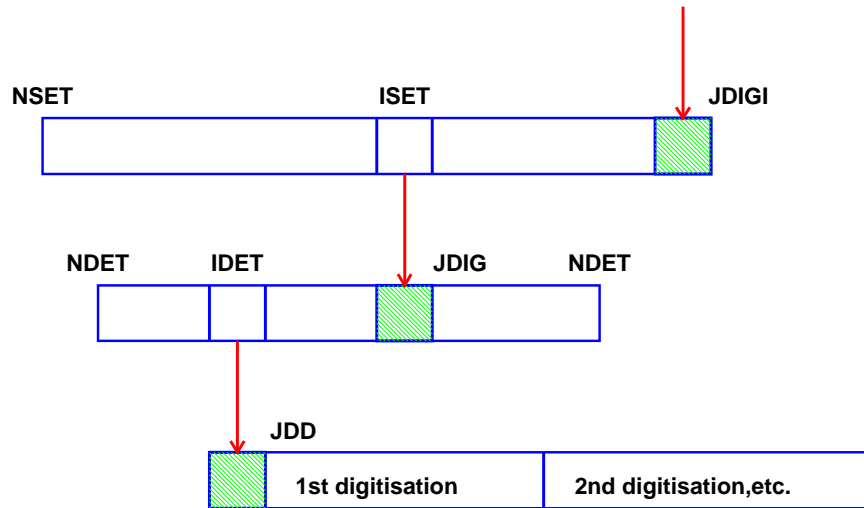 NSET ISET JDIGI
NDET IDET JDIG NDET
JDD
1st digitisation 2nd digitisation,etc.